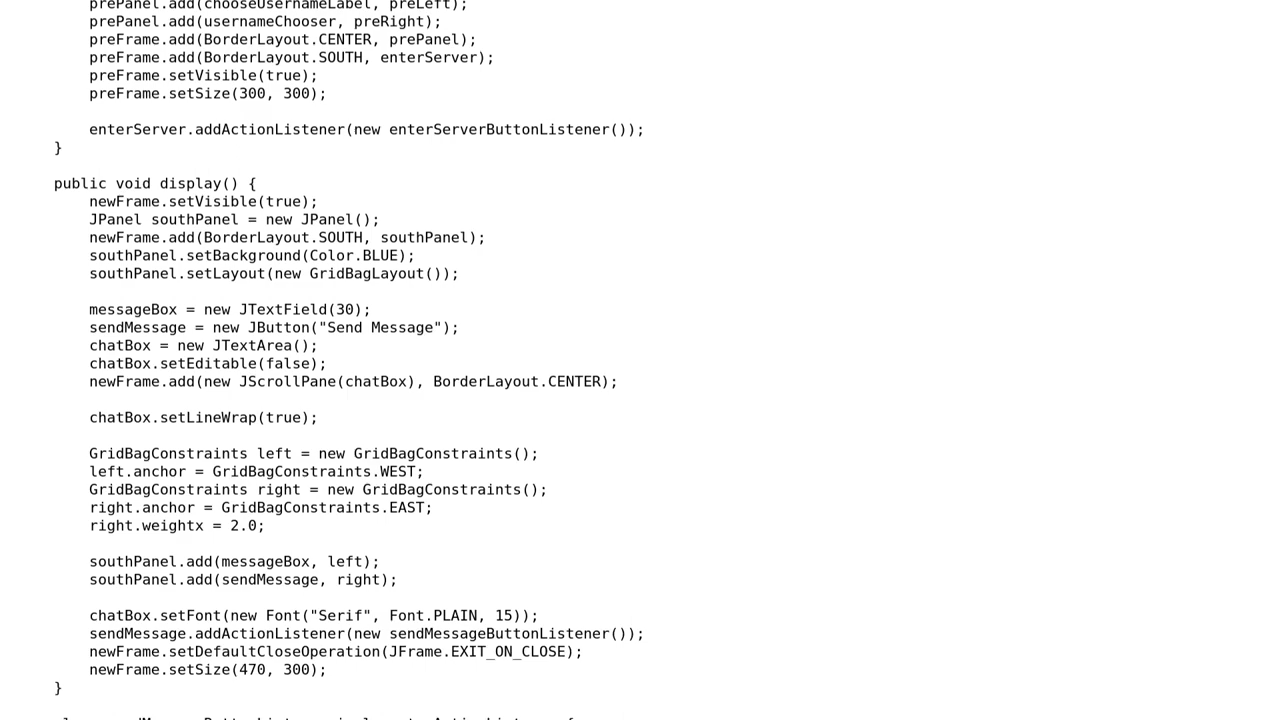 prePanel.add(chooseUsernameLabel, preLeft);
prePanel.add(usernameChooser, preRight);
preFrame.add(BorderLayout.CENTER, prePanel);
preFrame.add(BorderLayout.SOUTH, enterServer);
preFrame.setVisible(true);
preFrame.setSize(300, 300);
enterServer.addActionListener(new enterServerButtonListener());
}
public void display() {
newFrame.setVisible(true);
JPanel southPanel = new JPanel();
newFrame.add(BorderLayout.SOUTH, southPanel);
southPanel.setBackground(Color.BLUE);
southPanel.setLayout(new GridBagLayout());
messageBox = new JTextField(30);
sendMessage = new JButton("Send Message");
chatBox = new JTextArea();
chatBox.setEditable(false);
newFrame.add(new JScrollPane(chatBox), BorderLayout.CENTER);
chatBox.setLineWrap(true);
GridBagConstraints left = new GridBagConstraints();
left.anchor = GridBagConstraints.WEST;
GridBagConstraints right = new GridBagConstraints();
right.anchor = GridBagConstraints.EAST;
right.weightx = 2.0;
southPanel.add(messageBox, left);
southPanel.add(sendMessage, right);
chatBox.setFont(new Font("Serif", Font.PLAIN, 15));
sendMessage.addActionListener(new sendMessageButtonListener());
newFrame.setDefaultCloseOperation(JFrame.EXIT_ON_CLOSE);
newFrame.setSize(470, 300);
}